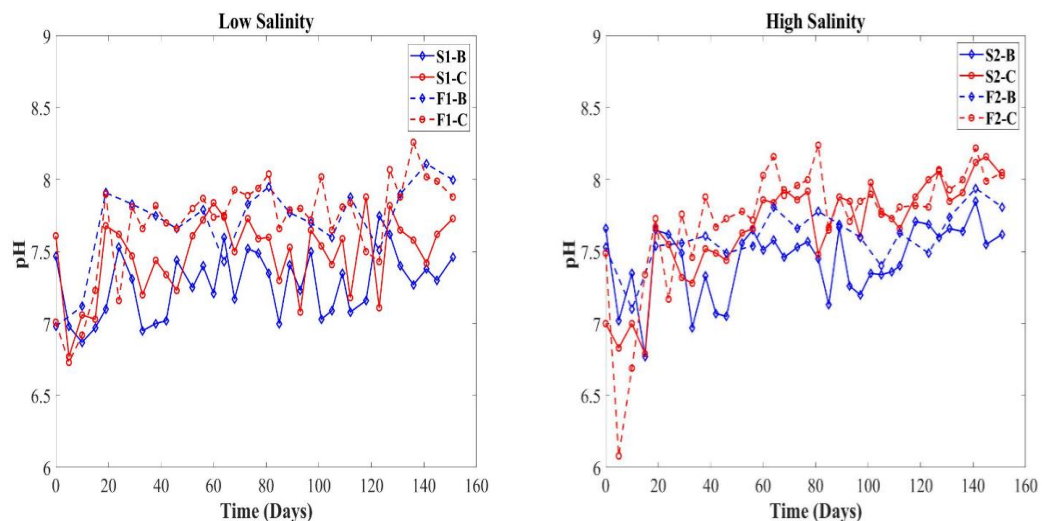 Low Salinity
9
8.5
8
7.5
7
6.5
6
pH
0 20 40 60 80 100 120 140 160
Time (Days)
S1-B
S1-C
F1-B
F1-C
High Salinity
9
8.5
8
7.5
7
6.5
6
pH
0 20 40 60 80 100 120 140 160
Time (Days)
S2-B
S2-C
F2-B
F2-C